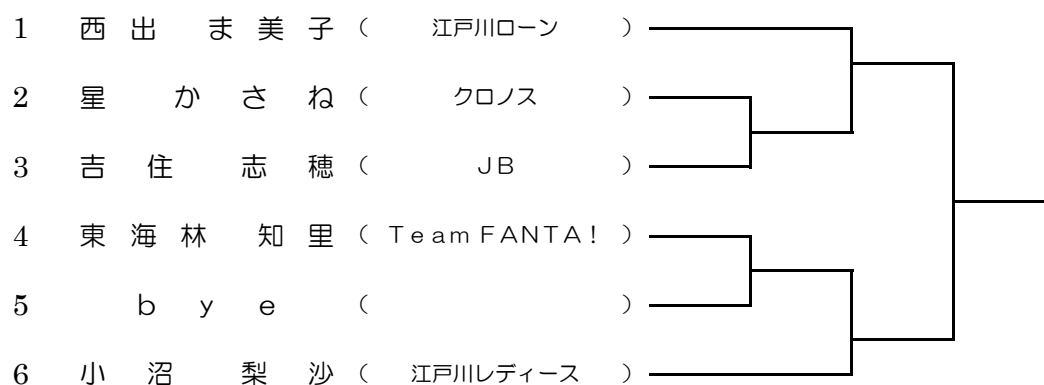 1 西出 ま美子 ( 江戸川ローン )
2 星 かさね ( クロノス )
3 吉住 志穂 ( JB )
4 東海林 知里 ( Team FANTA! )
5 bye ( )
6 小沼 梨沙 ( 江戸川レディース )